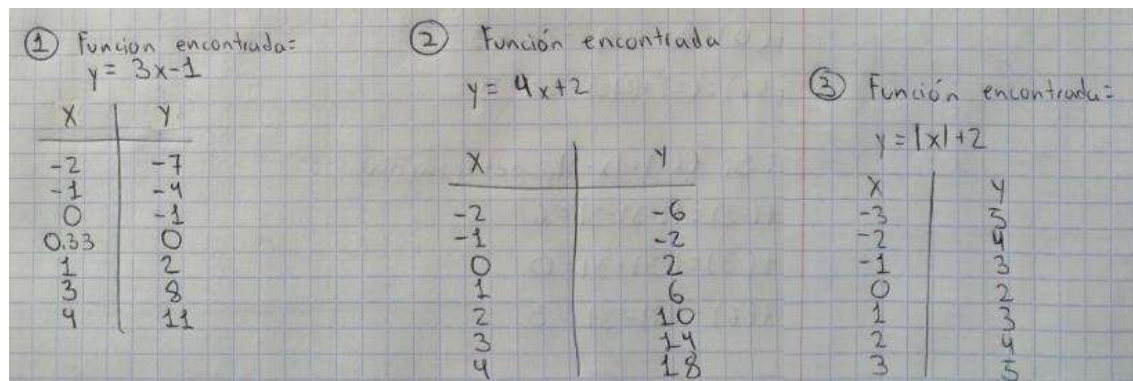 1 Funcion encontrada:
y = 3x-1
X Y
-2 -7
-1 -4
0 -1
0.33 0
1 2
3 8
4 11
2 Función encontrada
y = 4x+2
X Y
-2 -6
-1 -2
0 2
1 6
2 10
3 14
4 18
3 Función encontrada:
y = |x|+2
X Y
-3 5
-2 4
-1 3
0 2
1 3
2 4
3 5